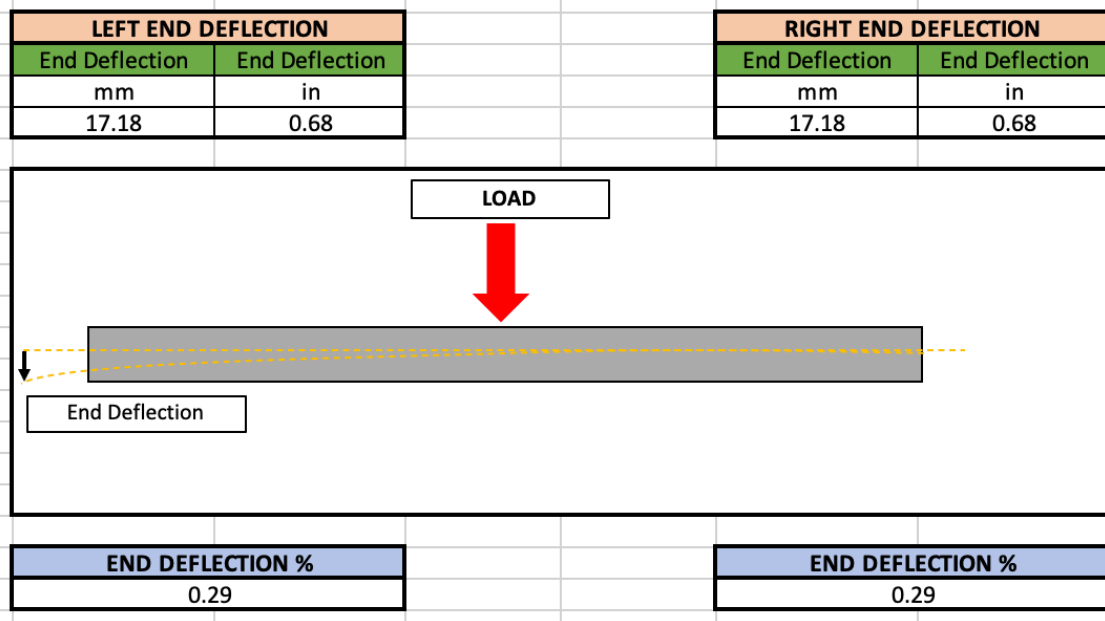 LEFT END DEFLECTION
End Deflection End Deflection
mm in
17.18 0.68
RIGHT END DEFLECTION
End Deflection End Deflection
mm in
17.18 0.68
LOAD
End Deflection
END DEFLECTION %
0.29
END DEFLECTION %
0.29